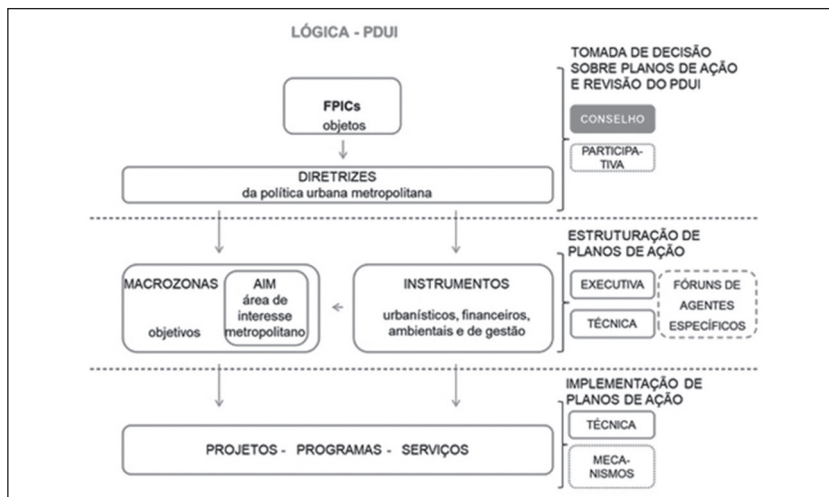 LÓGICA - PDUI
FPICs
objetos
DIRETRIZES
da política urbana metropolitana
TOMADA DE DECISÃO
SOBRE PLANOS DE AÇÃO
E REVISÃO DO PDUI
CONSELHO
PARTICIPA-
TIVA
MACROZONAS
objetivos
AIM
área de
interesse
metropolitano
INSTRUMENTOS
urbanísticos, financeiros,
ambientais e de gestão
ESTRUTURAÇÃO DE
PLANOS DE AÇÃO
EXECUTIVA
TÉCNICA
FÓRUNS DE
AGENTES
ESPECÍFICOS
PROJETOS - PROGRAMAS - SERVIÇOS
IMPLEMENTAÇÃO DE
PLANOS DE AÇÃO
TÉCNICA
MECA-
NISMOS